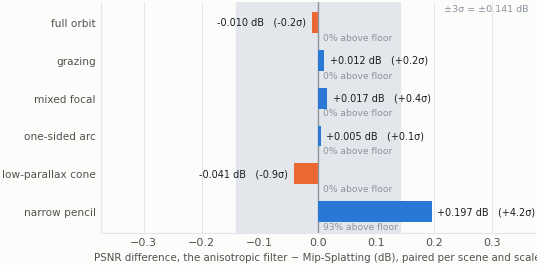 ±3σ = ±0.141 dB
full orbit
-0.010 dB (-0.2σ)
0% above floor
grazing
+0.012 dB (+0.2σ)
0% above floor
mixed focal
+0.017 dB (+0.4σ)
0% above floor
one-sided arc
+0.005 dB (+0.1σ)
0% above floor
low-parallax cone
-0.041 dB (-0.9σ)
0% above floor
narrow pencil
+0.197 dB (+4.2σ)
93% above floor
−0.3 −0.2 −0.1 0.0 0.1 0.2 0.3
PSNR difference, the anisotropic filter − Mip-Splatting (dB), paired per scene and scale